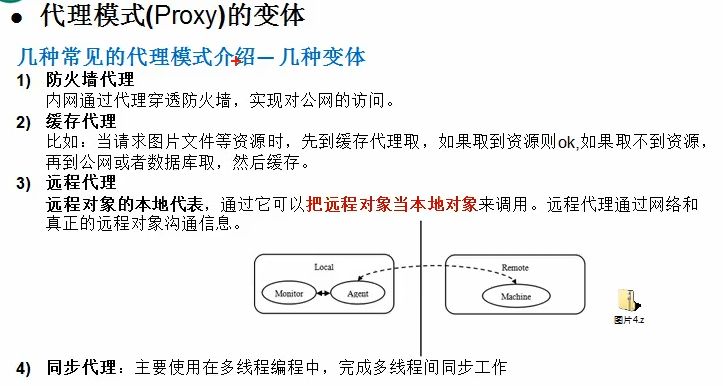 ● 代理模式(Proxy)的变体
几种常见的代理模式介绍— 几种变体
1) 防火墙代理
内网通过代理穿透防火墙，实现对公网的访问。
2) 缓存代理
比如：当请求图片文件等资源时，先到缓存代理取，如果取到资源则ok,如果取不到资源，
再到公网或者数据库取，然后缓存。
3) 远程代理
远程对象的本地代表，通过它可以把远程对象当本地对象来调用。远程代理通过网络和
真正的远程对象沟通信息。
Local
Remote
Monitor
Agent
Machine
图片4.z
4) 同步代理：主要使用在多线程编程中，完成多线程间同步工作